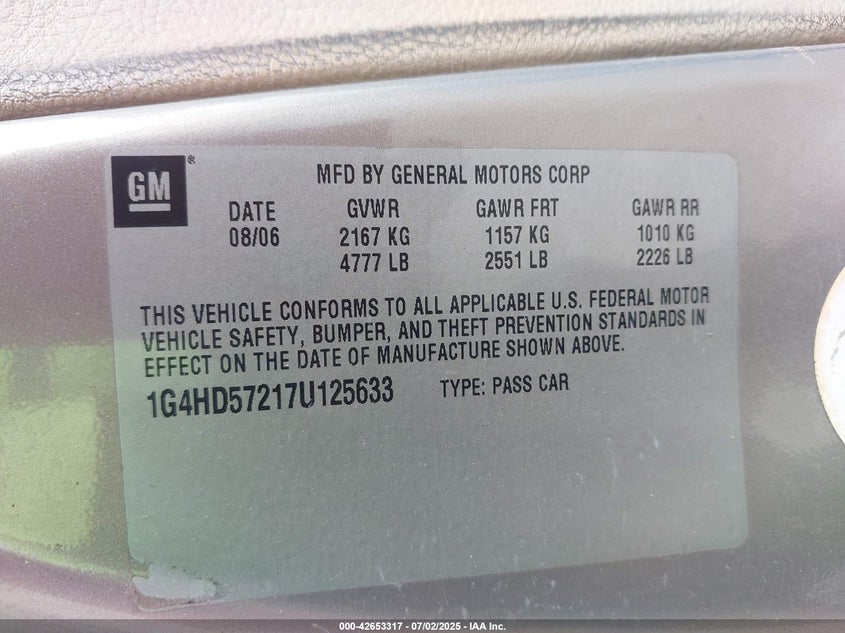 GM®
MFD BY GENERAL MOTORS CORP
DATE GVWR GAWR FRT GAWR RR
08/06 2167 KG 1157 KG 1010 KG
4777 LB 2551 LB 2226 LB
THIS VEHICLE CONFORMS TO ALL APPLICABLE U.S. FEDERAL MOTOR
VEHICLE SAFETY, BUMPER, AND THEFT PREVENTION STANDARDS IN
EFFECT ON THE DATE OF MANUFACTURE SHOWN ABOVE.
1G4HD57217U125633 TYPE: PASS CAR
000-42653317 - 07/02/2025 - IAA Inc.